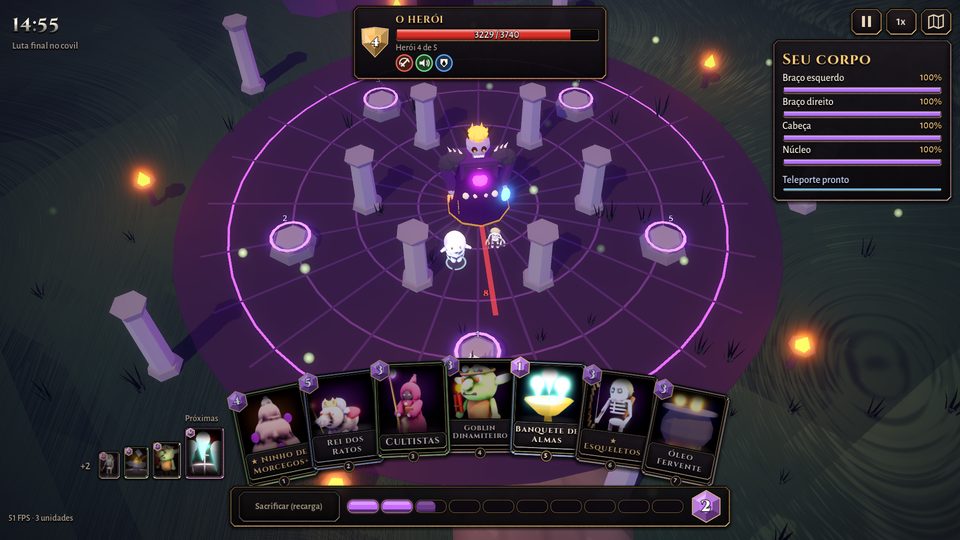 14:55
Luta final no covil
O HERÓI
4
3229 / 3740
Herói 4 de 5
1x
SEU CORPO
Braço esquerdo 100%
Braço direito 100%
Cabeça 100%
Núcleo 100%
Teleporte pronto
2
5
8
4
★ NINHO DE
MORCEGOS+
1
5
REI DOS
RATOS
2
3
CULTISTAS
3
3
GOBLIN
DINAMITEIRO
4
1
BANQUETE DE
ALMAS
5
3
★
ESQUELETOS
6
3
ÓLEO
FERVENTE
7
Próximas
+2
Sacrificar (recarga)
2
51 FPS · 3 unidades